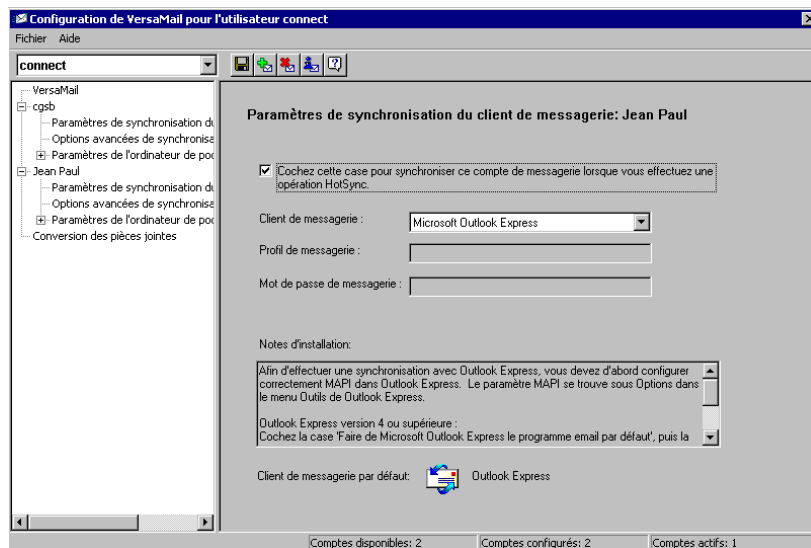 Configuration de VersaMail pour l'utilisateur connect
Fichier Aide
connect
VersaMail
cgsb
Paramètres de synchronisation du
Options avancées de synchronisa
Paramètres de l'ordinateur de poc
Jean Paul
Paramètres de synchronisation du
Options avancées de synchronisa
Paramètres de l'ordinateur de poc
Conversion des pièces jointes
Paramètres de synchronisation du client de messagerie: Jean Paul
Cochez cette case pour synchroniser ce compte de messagerie lorsque vous effectuez une
opération HotSync.
Client de messagerie :
Microsoft Outlook Express
Profil de messagerie :
Mot de passe de messagerie :
Notes d'installation:
Afin d'effectuer une synchronisation avec Outlook Express, vous devez d'abord configurer
correctement MAPI dans Outlook Express. Le paramètre MAPI se trouve sous Options dans
le menu Outils de Outlook Express.
Outlook Express version 4 ou supérieure :
Cochez la case 'Faire de Microsoft Outlook Express le programme email par défaut', puis la
Client de messagerie par défaut:
Outlook Express
Comptes disponibles: 2
Comptes configurés: 2
Comptes actifs: 1